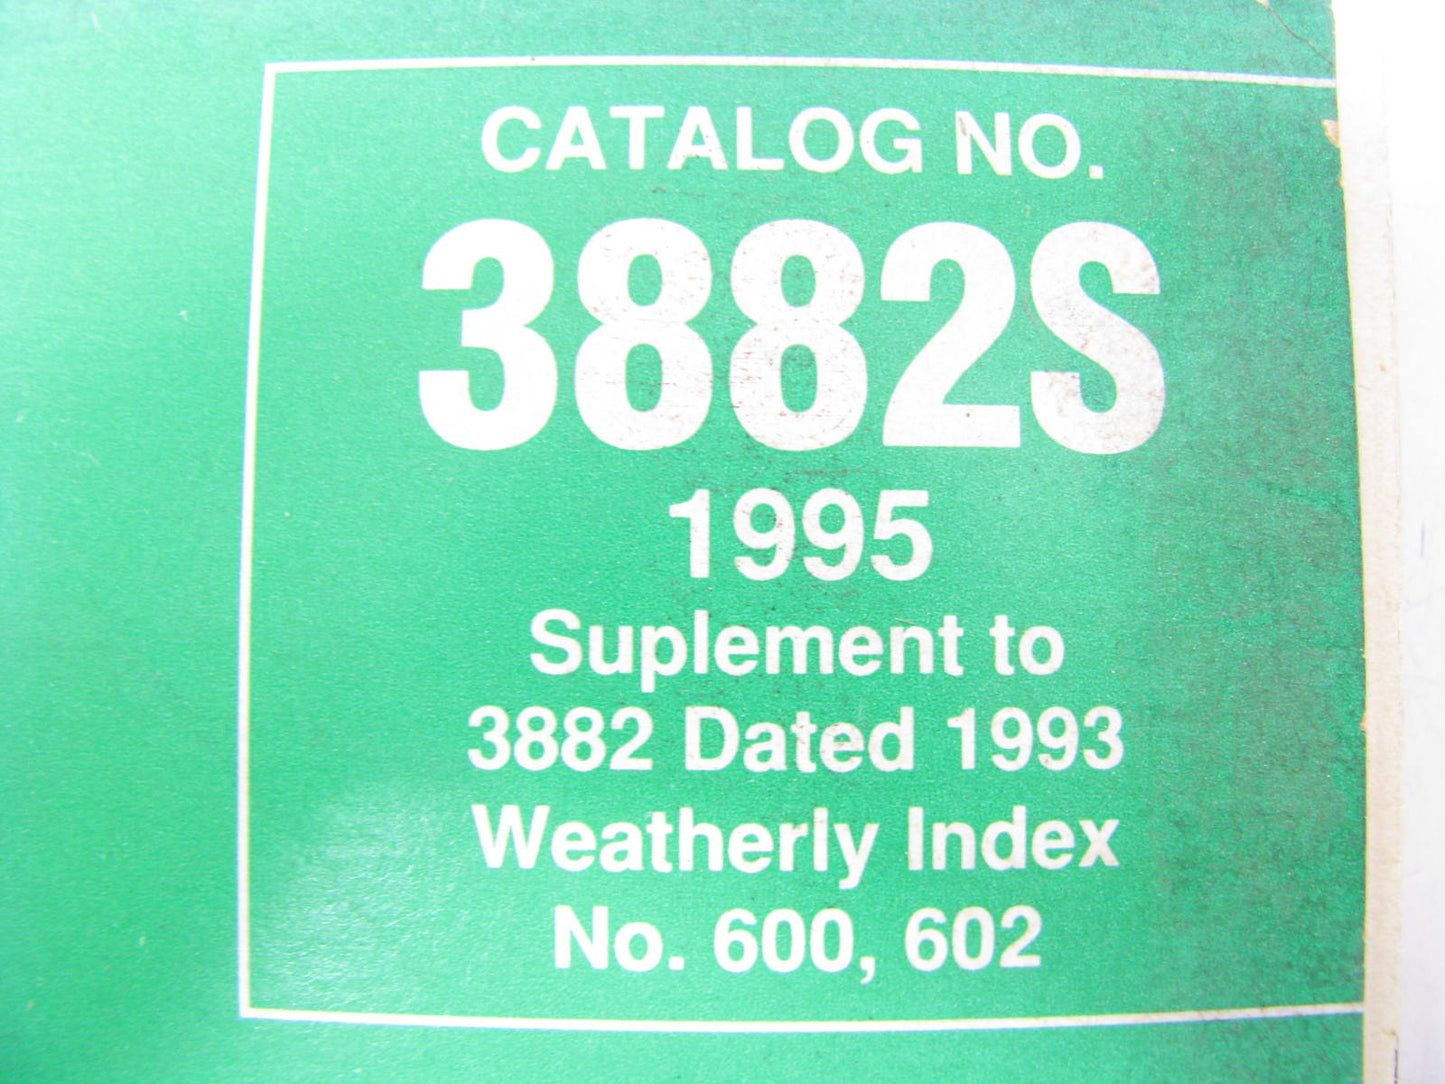 CATALOG NO.
3882S
1995
Suplement to
3882 Dated 1993
Weatherly Index
No. 600, 602